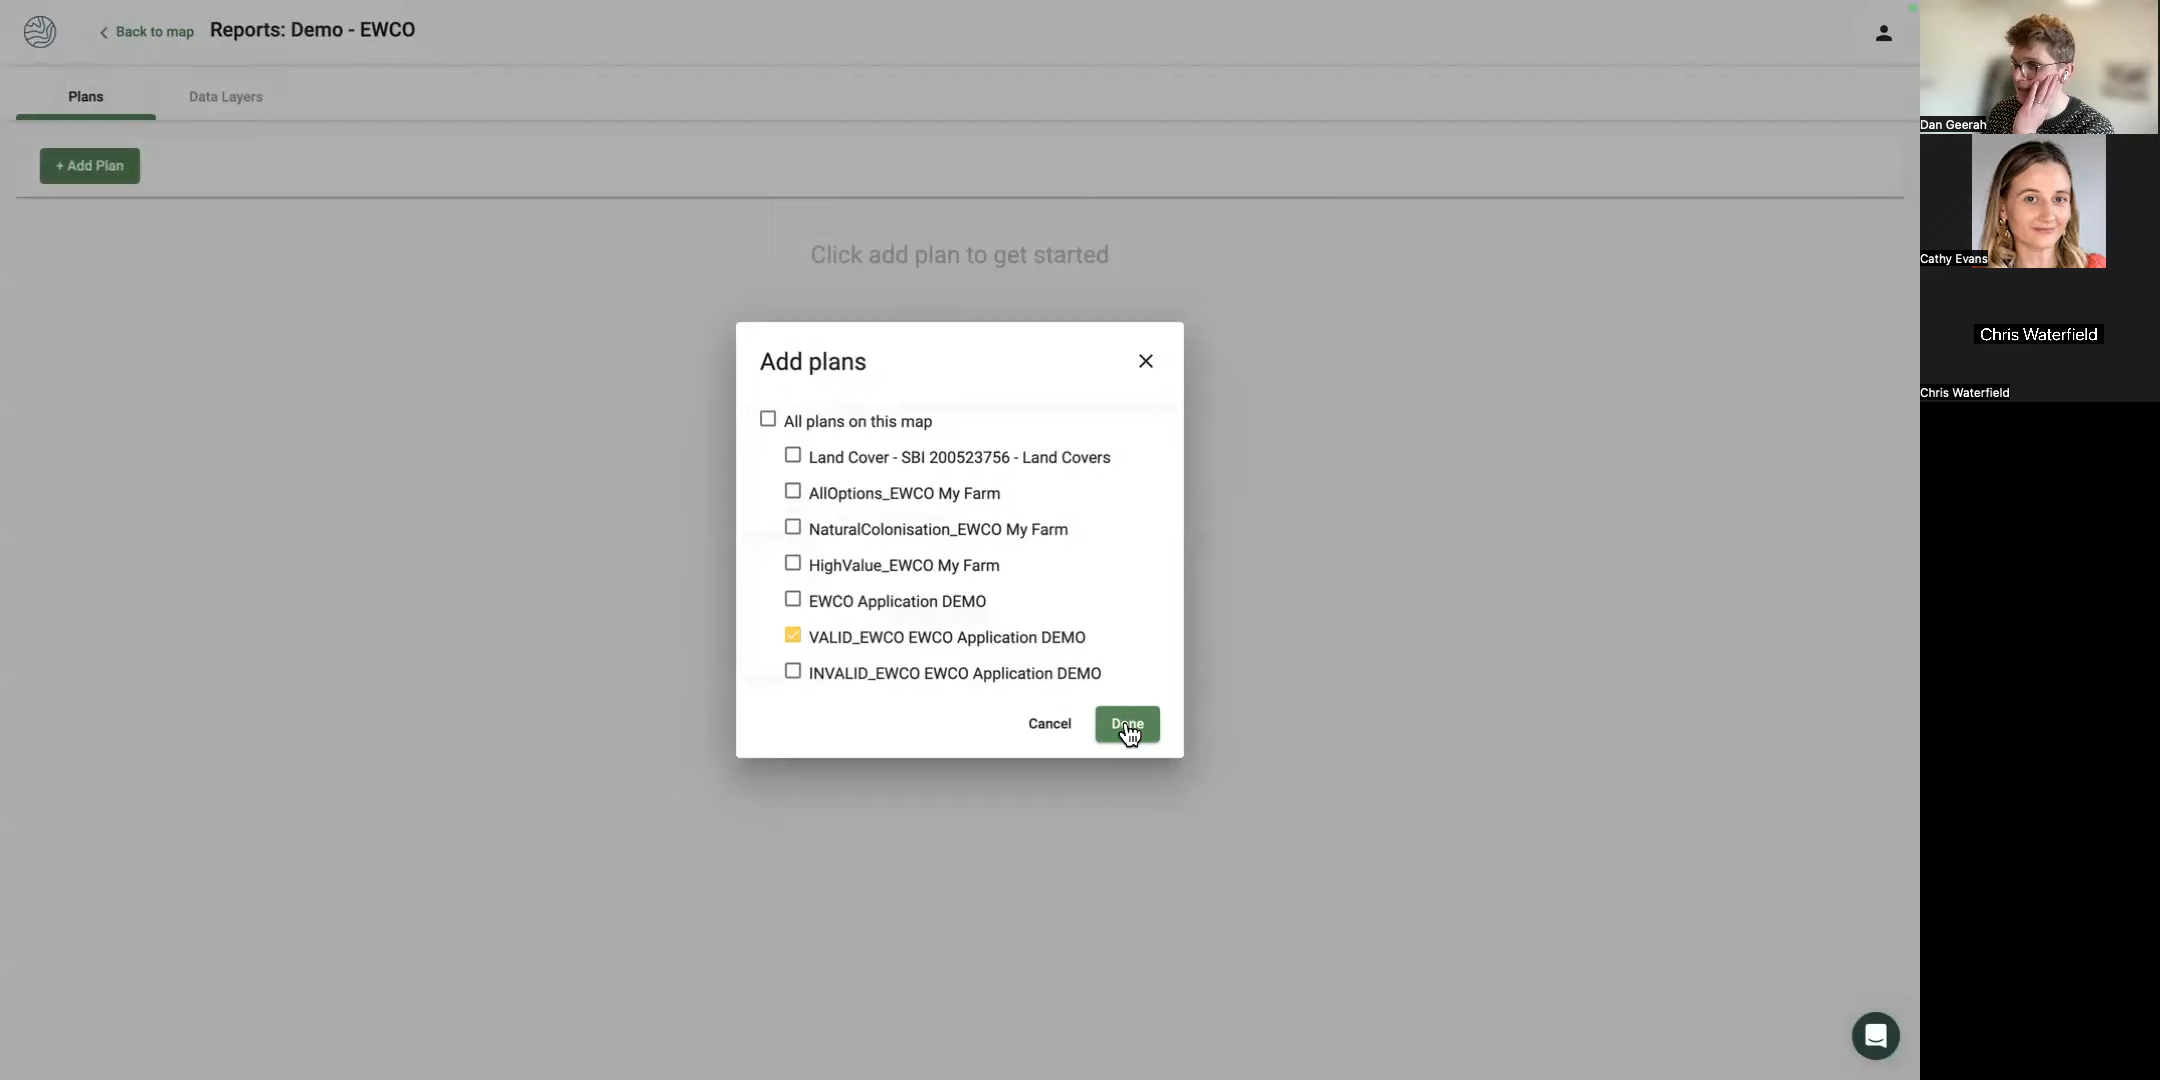 Back to map
Reports: Demo - EWCO
Plans
Data Layers
+ Add Plan
Click add plan to get started
Add plans
All plans on this map
Land Cover - SBI 200523756 - Land Covers
AllOptions_EWCO My Farm
NaturalColonisation_EWCO My Farm
HighValue_EWCO My Farm
EWCO Application DEMO
VALID_EWCO EWCO Application DEMO
INVALID_EWCO EWCO Application DEMO
Cancel
Done
Dan Geerah
Cathy Evans
Chris Waterfield
Chris Waterfield